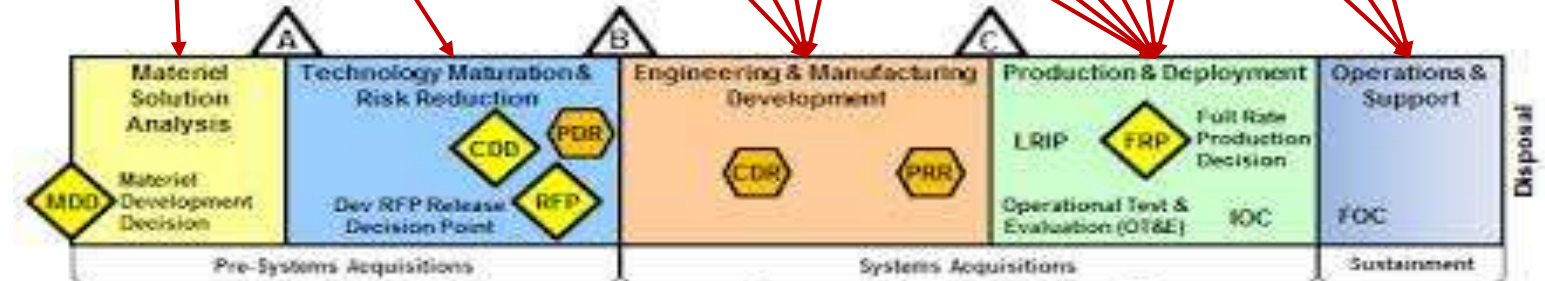 A
B
C
Materiel
Solution
Analysis
MDD
Materiel
Development
Decision
Technology Maturation &
Risk Reduction
CDD
PDR
Dev RFP Release
Decision Point
RFP
Engineering & Manufacturing
Development
CDR
PRR
Production & Deployment
LRIP
FRP
Full Rate
Production
Decision
Operational Test &
Evaluation (OT&E)
IOC
Operations &
Support
FOC
Disposal
Pre-Systems Acquisitions
Systems Acquisitions
Sustainment